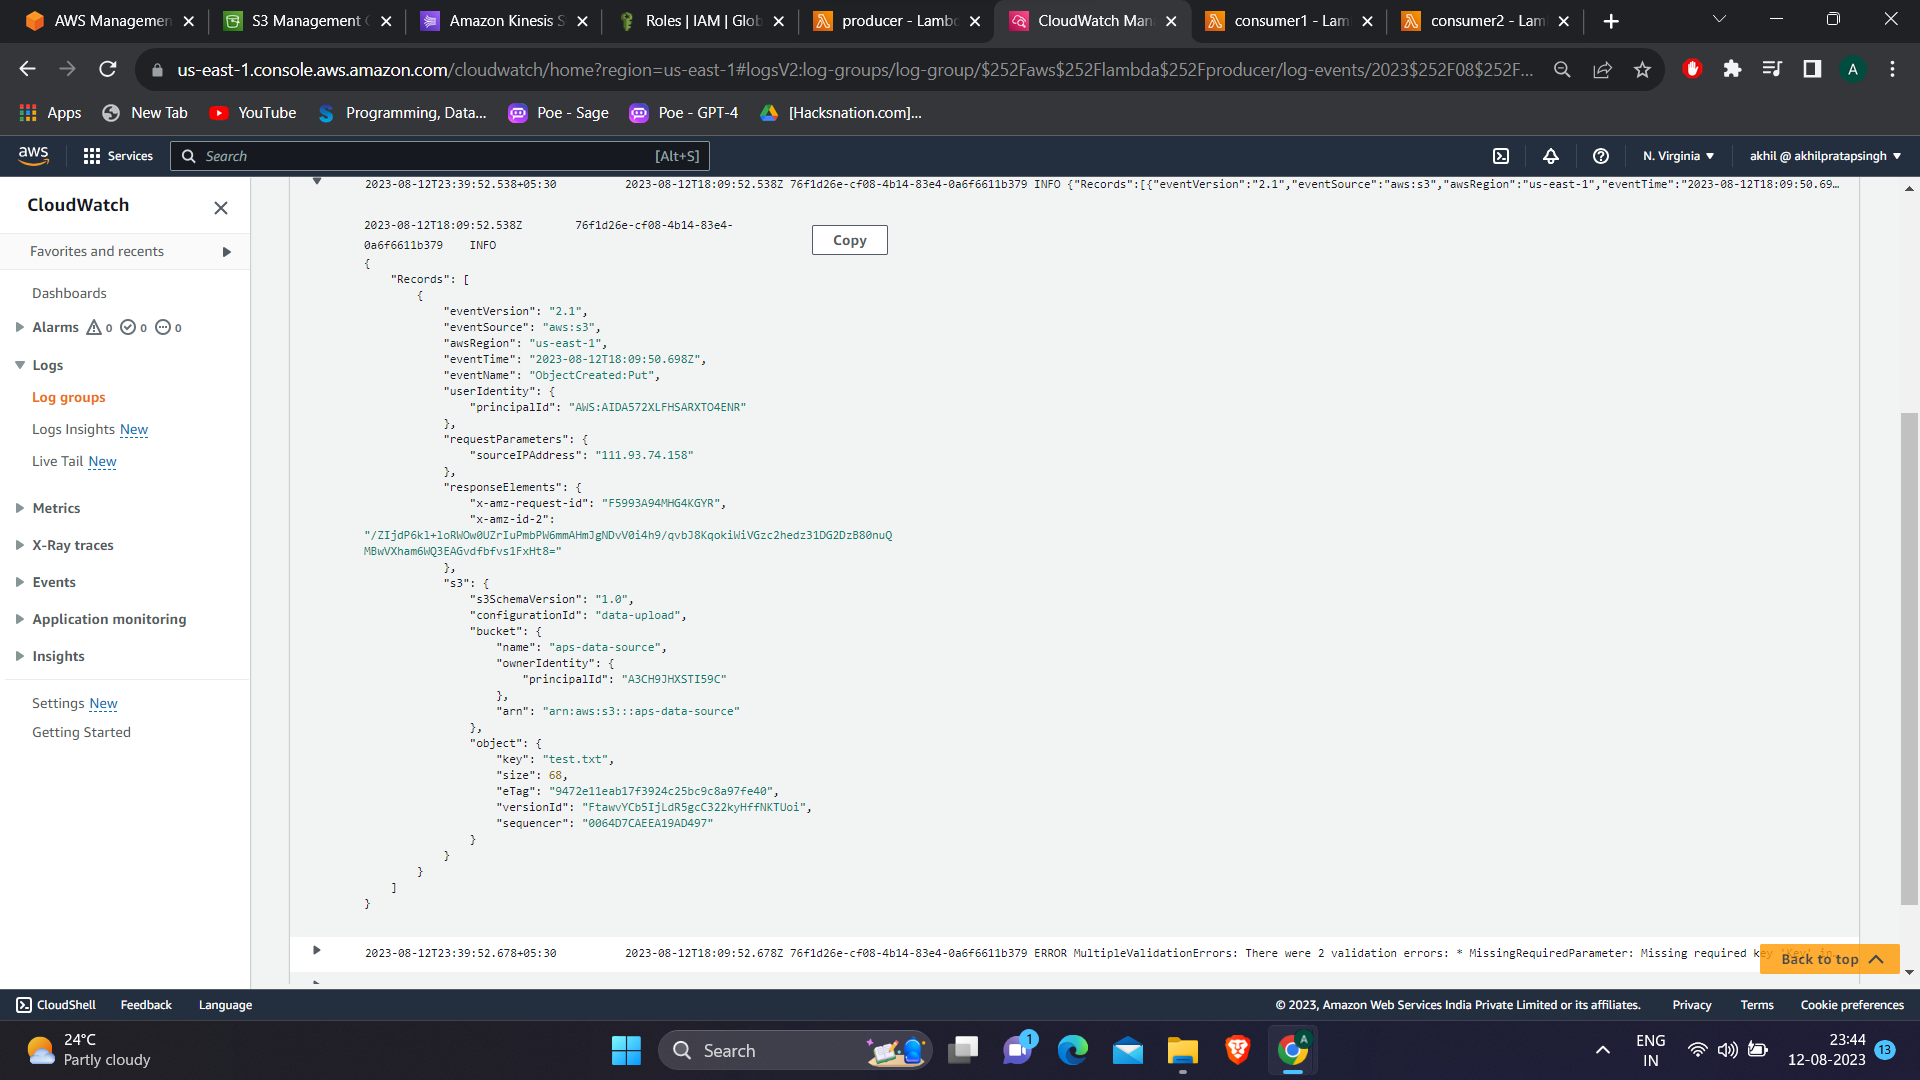 AWS Managemen
S3 Management C
Amazon Kinesis S
Roles | IAM | Glob
producer - Lambd
CloudWatch Man
consumer1 - Lam
consumer2 - Lam
us-east-1.console.aws.amazon.com/cloudwatch/home?region=us-east-1#logsV2:log-groups/log-group/$252Faws$252Flambda$252Fproducer/log-events/2023$252F08$252F...
A
Apps
New Tab
YouTube
Programming, Data...
Poe - Sage
Poe - GPT-4
[Hacksnation.com]...
aws
Services
Search
[Alt+S]
N. Virginia
akhil @ akhilpratapsingh
CloudWatch
Favorites and recents
Dashboards
Alarms 0 0 0
Logs
Log groups
Logs Insights New
Live Tail New
Metrics
X-Ray traces
Events
Application monitoring
Insights
Settings New
Getting Started
2023-08-12T23:39:52.538+05:30 2023-08-12T18:09:52.538Z 76f1d26e-cf08-4b14-83e4-0a6f6611b379 INFO {"Records":[{"eventVersion":"2.1","eventSource":"aws:s3","awsRegion":"us-east-1","eventTime":"2023-08-12T18:09:50.69…
2023-08-12T18:09:52.538Z 76f1d26e-cf08-4b14-83e4-
0a6f6611b379 INFO
Copy
{
"Records": [
{
"eventVersion": "2.1",
"eventSource": "aws:s3",
"awsRegion": "us-east-1",
"eventTime": "2023-08-12T18:09:50.698Z",
"eventName": "ObjectCreated:Put",
"userIdentity": {
"principalId": "AWS:AIDA572XLFHSARXTO4ENR"
},
"requestParameters": {
"sourceIPAddress": "111.93.74.158"
},
"responseElements": {
"x-amz-request-id": "F5993A94MHG4KGYR",
"x-amz-id-2":
"/ZIjdP6kl+loRWOw0UZrIuPmbPW6mmAHmJgNDvV0i4h9/qvbJ8KqokiWiVGzc2hedz31DG2DzB80nuQ
MBwVXham6WQ3EAGvdfbfvs1FxHt8="
},
"s3": {
"s3SchemaVersion": "1.0",
"configurationId": "data-upload",
"bucket": {
"name": "aps-data-source",
"ownerIdentity": {
"principalId": "A3CH9JHXSTI59C"
},
"arn": "arn:aws:s3:::aps-data-source"
},
"object": {
"key": "test.txt",
"size": 68,
"eTag": "9472e11eab17f3924c25bc9c8a97fe40",
"versionId": "FtawvYCb5IjLdR5gcC322kyHffNKTUoi",
"sequencer": "0064D7CAEEA19AD497"
}
}
}
]
}
2023-08-12T23:39:52.678+05:30 2023-08-12T18:09:52.678Z 76f1d26e-cf08-4b14-83e4-0a6f6611b379 ERROR MultipleValidationErrors: There were 2 validation errors: * MissingRequiredParameter: Missing required key
Back to top
CloudShell
Feedback
Language
© 2023, Amazon Web Services India Private Limited or its affiliates.
Privacy
Terms
Cookie preferences
24°C
Partly cloudy
Search
1
A
ENG
IN
23:44
12-08-2023
13